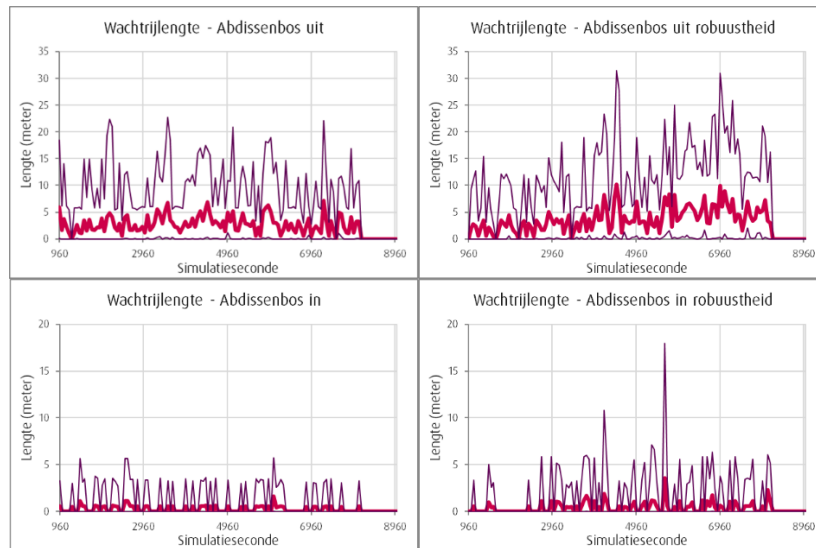 Wachtrijlengte - Abdissenbos uit
35
30
25
20
15
10
5
0
Lengte (meter)
960 2960 4960 6960 8960
Simulatieseconde
Wachtrijlengte - Abdissenbos uit robuustheid
35
30
25
20
15
10
5
0
Lengte (meter)
960 2960 4960 6960 8960
Simulatieseconde
Wachtrijlengte - Abdissenbos in
20
15
10
5
0
Lengte (meter)
960 2960 4960 6960 8960
Simulatieseconde
Wachtrijlengte - Abdissenbos in robuustheid
20
15
10
5
0
Lengte (meter)
960 2960 4960 6960 8960
Simulatieseconde